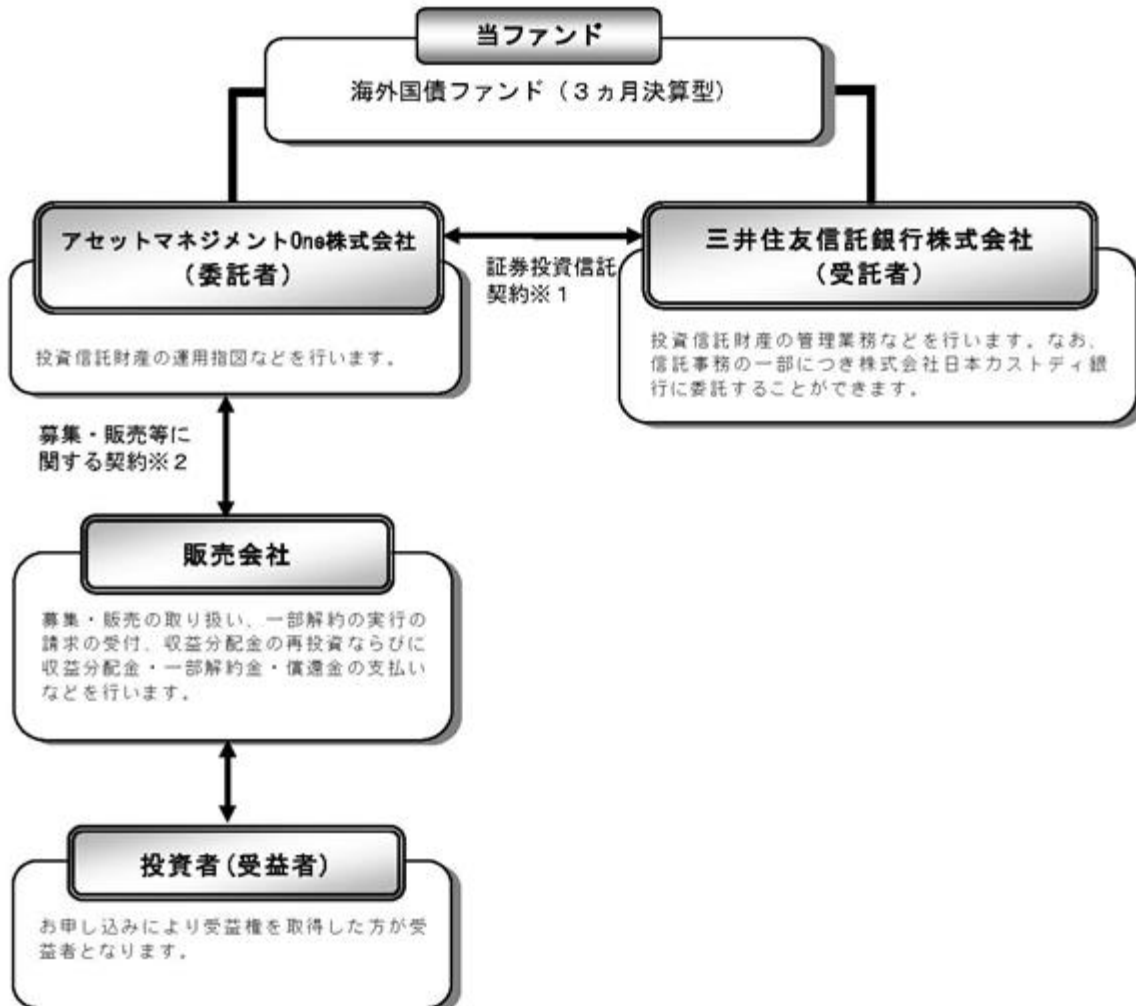 当ファンド
海外国債ファンド（３ヵ月決算型）
アセットマネジメントOne株式会社
（委託者）
投資信託財産の運用指図などを行います。
証券投資信託
契約※１
三井住友信託銀行株式会社
（受託者）
投資信託財産の管理業務などを行います。なお、
信託事務の一部につき株式会社日本カストディ銀
行に委託することができます。
募集・販売等に
関する契約※２
販売会社
募集・販売の取り扱い、一部解約の実行の
請求の受付、収益分配金の再投資ならびに
収益分配金・一部解約金・償還金の支払い
などを行います。
投資者(受益者)
お申し込みにより受益権を取得した方が受
益者となります。